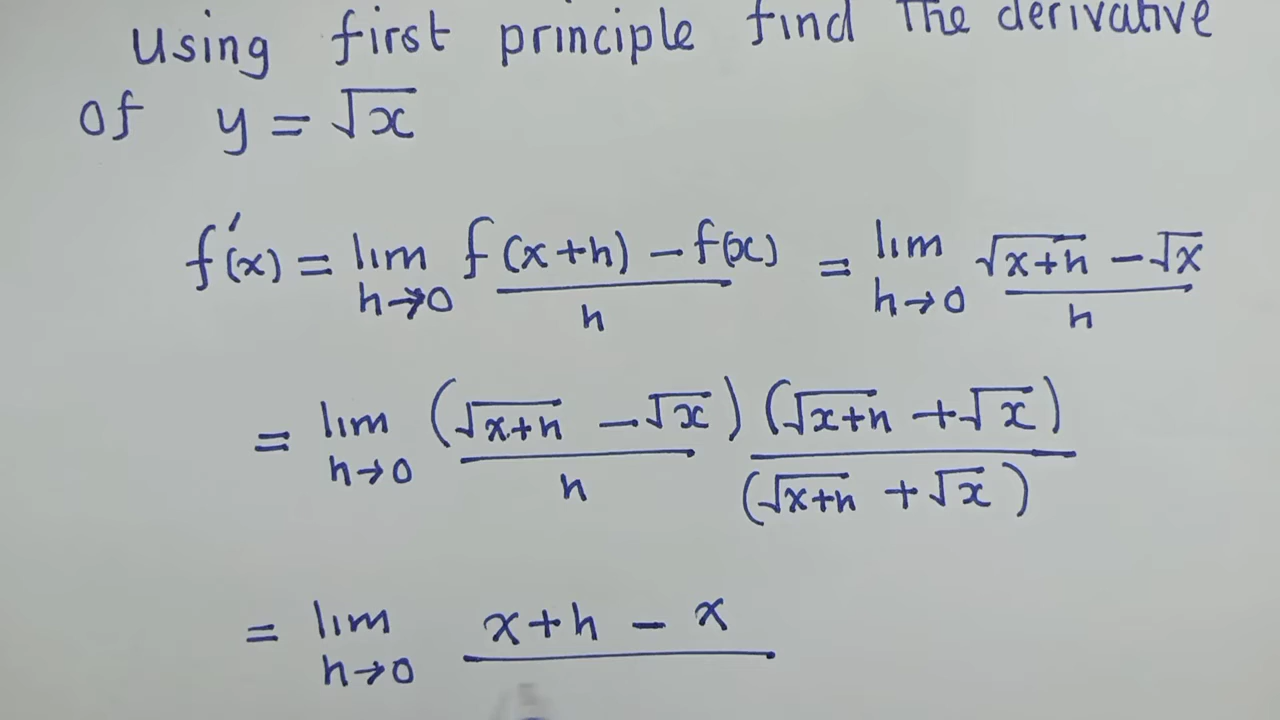 Using first principle find the derivative
of y = √x
f'(x) = lim h→0 f(x+h) – f(x) / h = lim h→0 √x+h – √x / h
= lim h→0 (√x+h – √x) / h (√x+h + √x) / (√x+h + √x)
= lim h→0 x+h – x